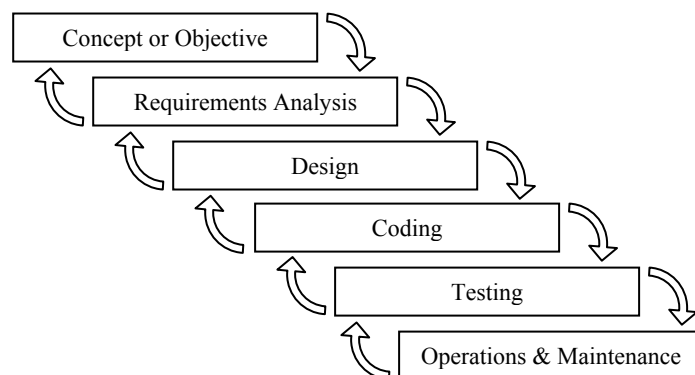 Concept or Objective
Requirements Analysis
Design
Coding
Testing
Operations & Maintenance